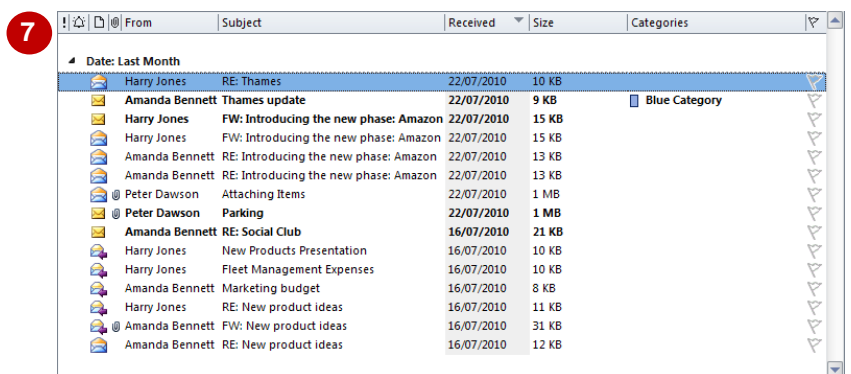 7
! From Subject Received Size Categories
Date: Last Month
Harry Jones RE: Thames 22/07/2010 10 KB
Amanda Bennett Thames update 22/07/2010 9 KB Blue Category
Harry Jones FW: Introducing the new phase: Amazon 22/07/2010 15 KB
Harry Jones FW: Introducing the new phase: Amazon 22/07/2010 15 KB
Amanda Bennett RE: Introducing the new phase: Amazon 22/07/2010 13 KB
Amanda Bennett RE: Introducing the new phase: Amazon 22/07/2010 13 KB
Peter Dawson Attaching Items 22/07/2010 1 MB
Peter Dawson Parking 22/07/2010 1 MB
Amanda Bennett RE: Social Club 16/07/2010 21 KB
Harry Jones New Products Presentation 16/07/2010 10 KB
Harry Jones Fleet Management Expenses 16/07/2010 10 KB
Amanda Bennett Marketing budget 16/07/2010 8 KB
Harry Jones RE: New product ideas 16/07/2010 11 KB
Amanda Bennett FW: New product ideas 16/07/2010 31 KB
Amanda Bennett RE: New product ideas 16/07/2010 12 KB